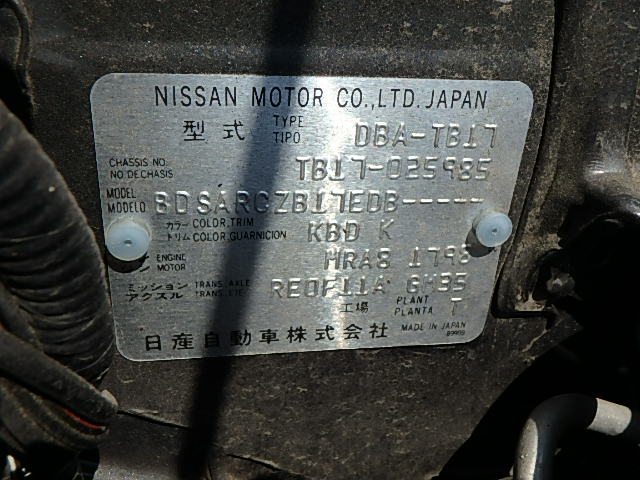 NISSAN MOTOR CO.,LTD. JAPAN
型式 TYPE TIPO DBA-TB17
CHASSIS NO. NO DECHASIS TB17-025985
MODEL MODELO BDSARGZB17EDB-----
カラー COLOR,TRIM トリム COLOR,GUARNICION KBD K
ENGINE MOTOR MRA8 1798
ミッション TRANS.,AXLE アクスル TRANS.,EJE RE0F11A GH35
工場 PLANT PLANTA T
日産自動車株式会社 MADE IN JAPAN